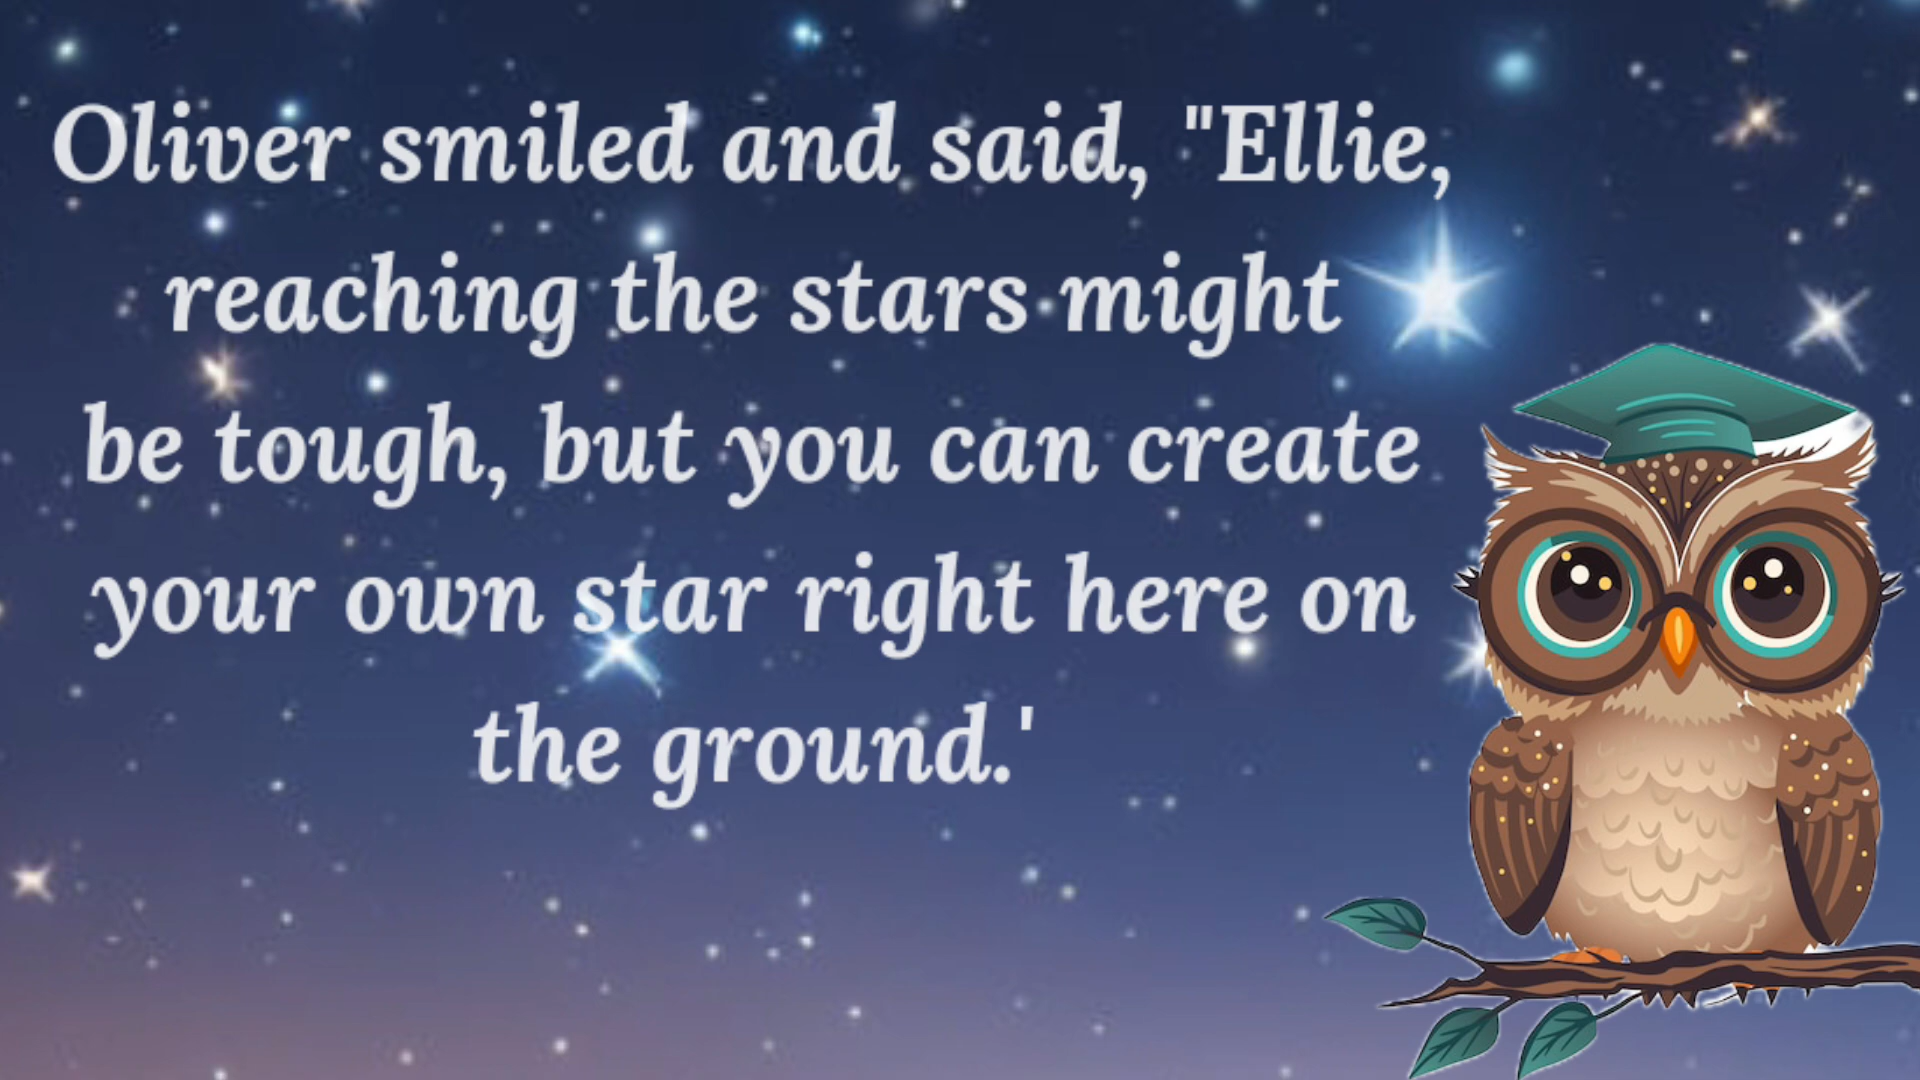 Oliver smiled and said, "Ellie,
reaching the stars might
be tough, but you can create
your own star right here on
the ground.'